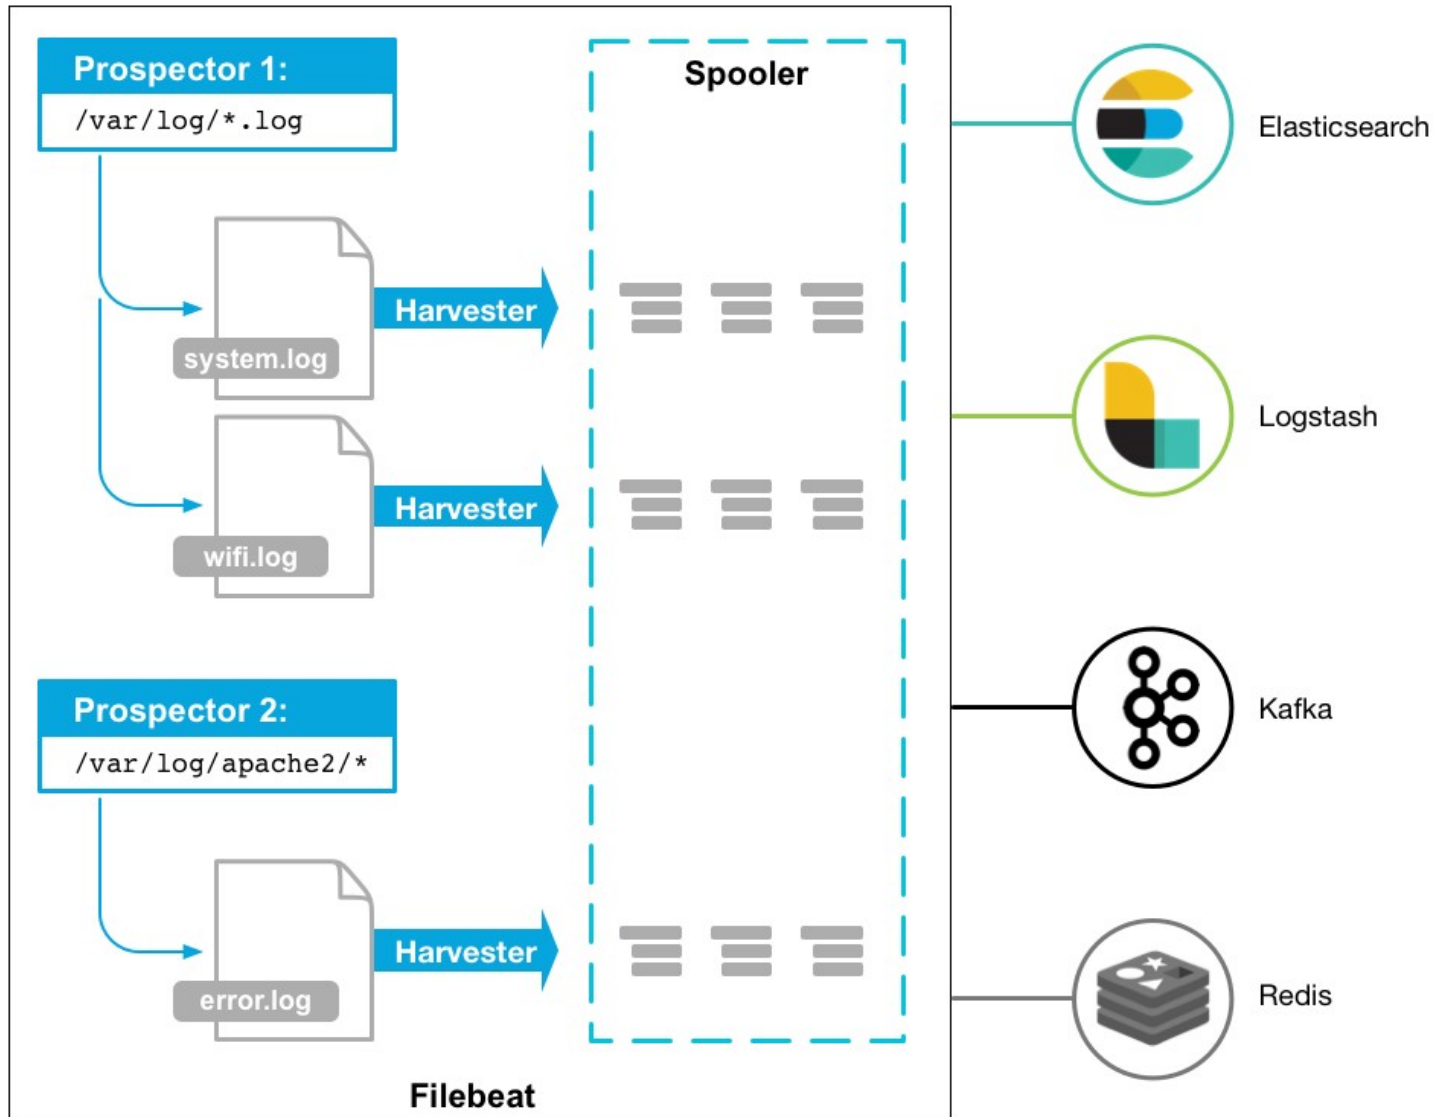 Prospector 1:
/var/log/*.log
system.log
Harvester
wifi.log
Harvester
Prospector 2:
/var/log/apache2/*
error.log
Harvester
Spooler
Filebeat
Elasticsearch
Logstash
Kafka
Redis